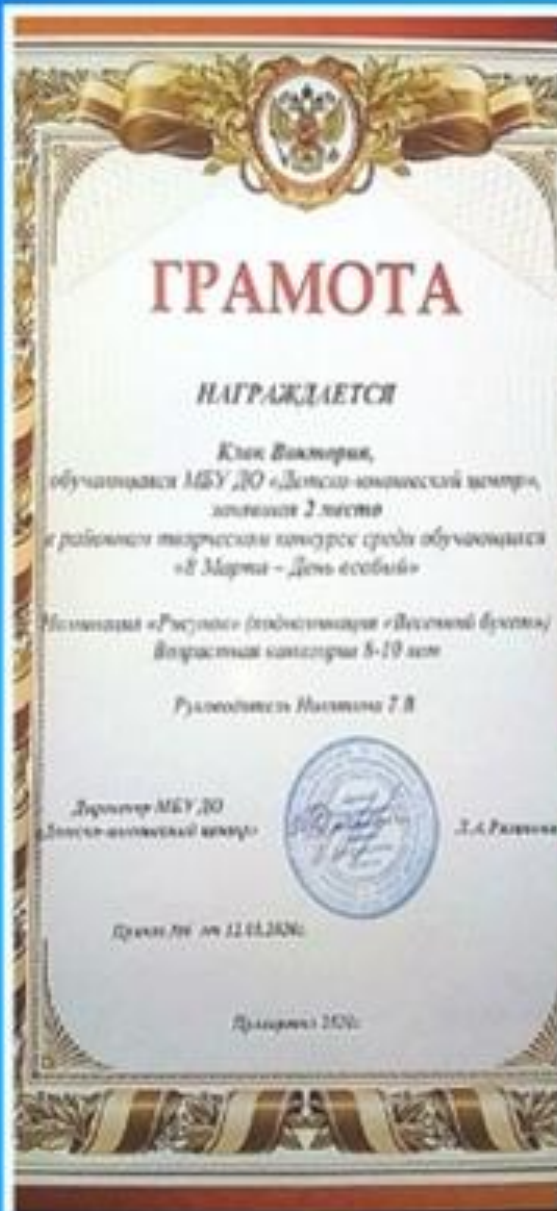 ГРАМОТА
НАГРАЖДАЕТСЯ
Виктория,
обучающаяся МБУ ДО «Детско-юношеский центр»,
занявшая 2 место
в районном творческом конкурсе среди обучающихся
«8 Марта – День особый»
Номинация «Рисунок» (подноминация «Весенний букет»)
Возрастная категория 8-10 лет
Руководитель Т.В
Директор МБУ ДО
«Детско-юношеский центр»
Л.А.
Приказ от